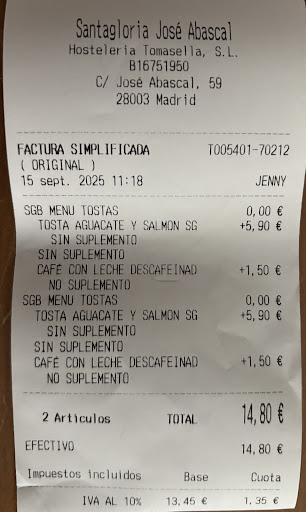 Santagloria José Abascal
Hosteleria Tomasella, S.L.
B16751950
C/ José Abascal, 59
28003 Madrid
FACTURA SIMPLIFICADA T005401-70212
( ORIGINAL )
15 sept. 2025 11:18 JENNY
SGB MENU TOSTAS 0,00 €
TOSTA AGUACATE Y SALMON SG +5,90 €
SIN SUPLEMENTO
SIN SUPLEMENTO
CAFÉ CON LECHE DESCAFEINAD +1,50 €
NO SUPLEMENTO
SGB MENU TOSTAS 0,00 €
TOSTA AGUACATE Y SALMON SG +5,90 €
SIN SUPLEMENTO
SIN SUPLEMENTO
CAFÉ CON LECHE DESCAFEINAD +1,50 €
NO SUPLEMENTO
2 Artículos TOTAL 14,80 €
EFECTIVO 14,80 €
Impuestos incluidos Base Cuota
IVA AL 10% 13,45 € 1,35 €